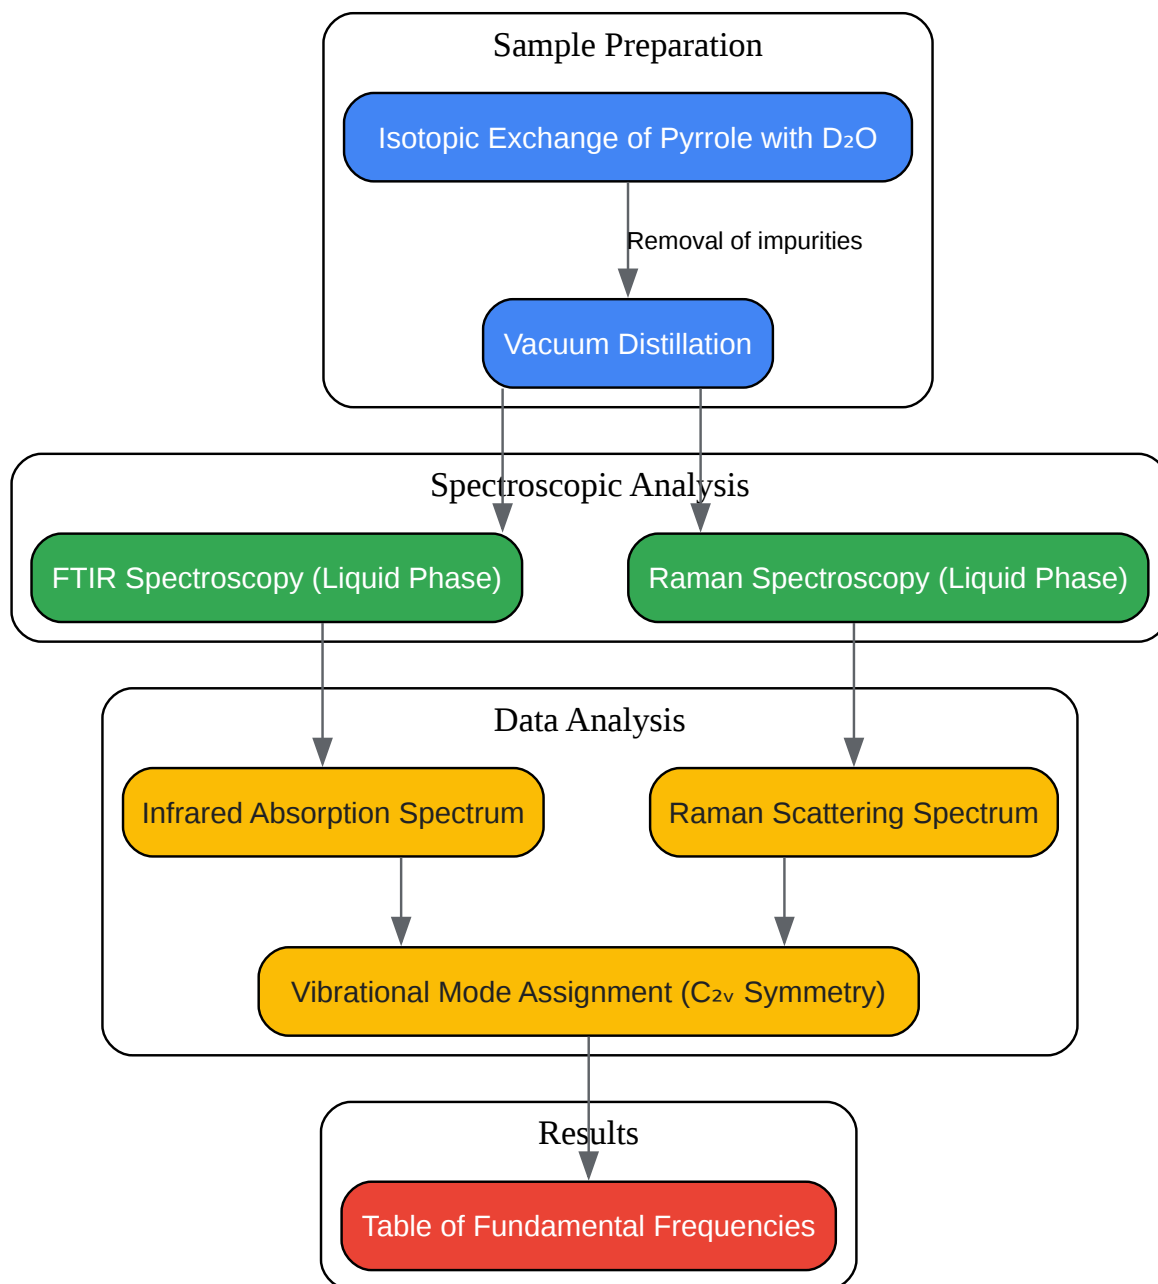 Sample Preparation
Isotopic Exchange of Pyrrole with D₂O
Removal of impurities
Vacuum Distillation
Spectroscopic Analysis
FTIR Spectroscopy (Liquid Phase)
Raman Spectroscopy (Liquid Phase)
Data Analysis
Infrared Absorption Spectrum
Raman Scattering Spectrum
Vibrational Mode Assignment (C₂ᵥ Symmetry)
Results
Table of Fundamental Frequencies